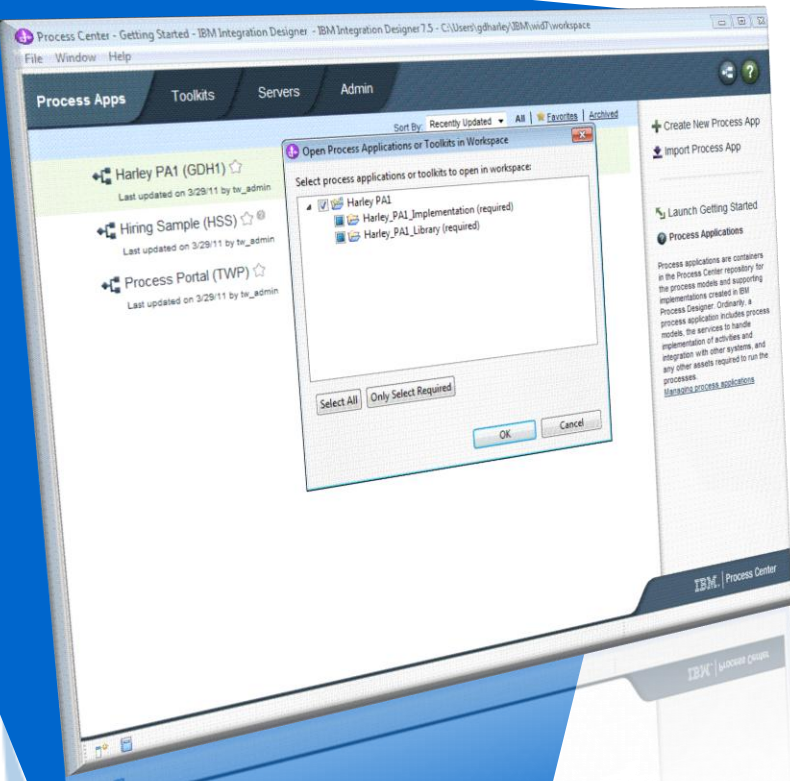 Process Center - Getting Started - IBM Integration Designer - IBM Integration Designer 7.5 - C:\Users\gdharley\IBM\wid7\workspace
File Window Help
Process Apps Toolkits Servers Admin
Sort By: Recently Updated All | Favorites | Archived
Harley PA1 (GDH1)
Last updated on 3/29/11 by tw_admin
Hiring Sample (HSS)
Last updated on 3/29/11 by tw_admin
Process Portal (TWP)
Last updated on 3/29/11 by tw_admin
Open Process Applications or Toolkits in Workspace
Select process applications or toolkits to open in workspace:
Harley PA1
Harley_PA1_Implementation (required)
Harley_PA1_Library (required)
Select All Only Select Required
OK Cancel
Create New Process App
Import Process App
Launch Getting Started
Process Applications
Process applications are containers
in the Process Center repository for
the process models and supporting
implementations created in IBM
Process Designer. Ordinarily, a
process application includes process
models, the services to handle
implementation of activities and
integration with other systems, and
any other assets required to run the
processes.
Managing process applications
IBM. | Process Center